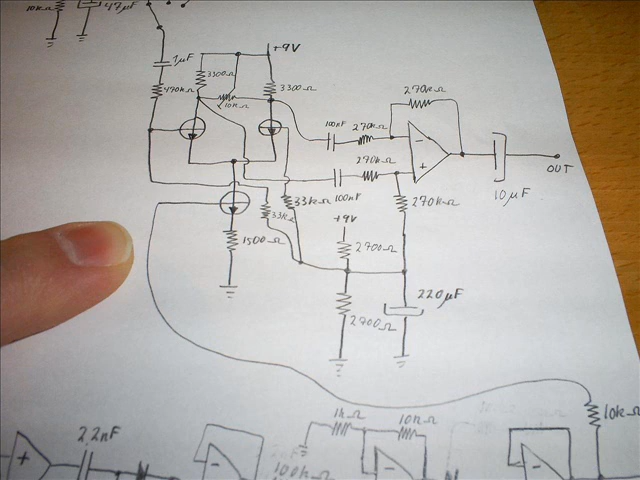 10kΩ
47µF
1µF
+9V
3300Ω
3300Ω
470kΩ
10kΩ
270kΩ
100nF
270kΩ
-
+
270kΩ
100nF
10µF
OUT
33kΩ
33kΩ
270kΩ
+9V
1500Ω
2700Ω
220µF
2700Ω
10kΩ
2.2nF
1kΩ
10kΩ
+
-
100kΩ
-
-